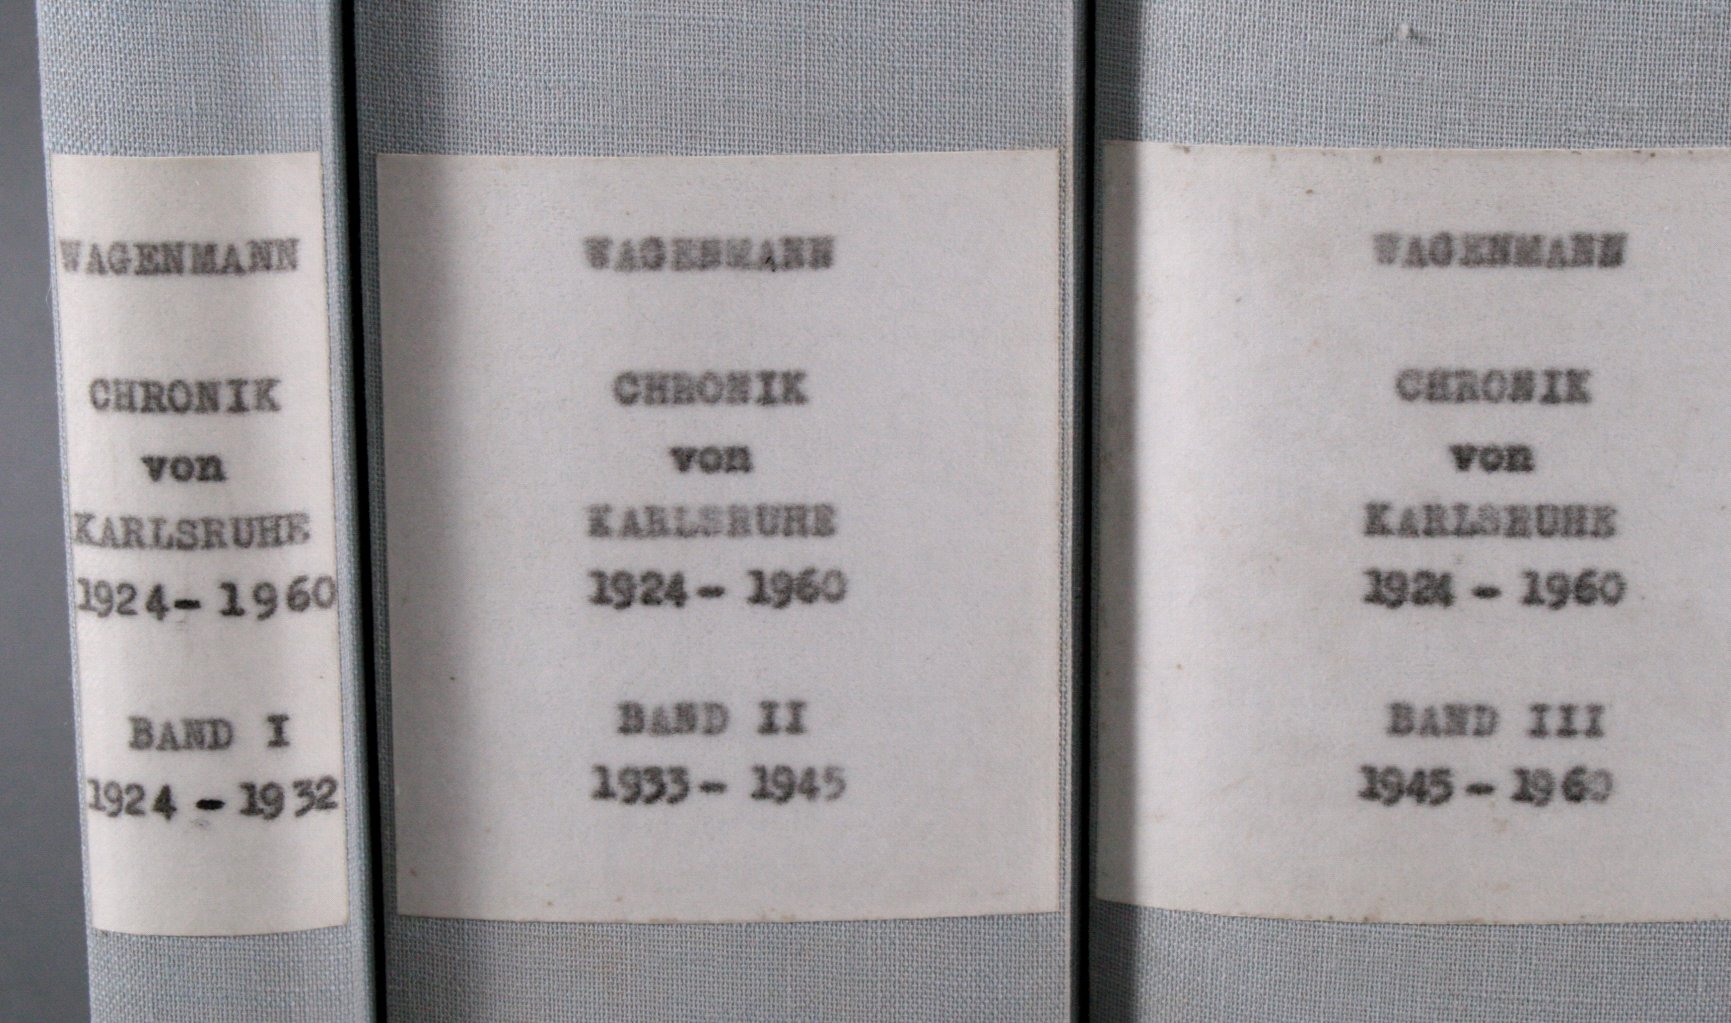 WAGENMANN
CHRONIK
von
KARLSRUHE
1924 - 1960
BAND I
1924 - 1932
WAGENMANN
CHRONIK
von
KARLSRUHE
1924 - 1960
BAND II
1933 - 1945
WAGENMANN
CHRONIK
von
KARLSRUHE
1924 - 1960
BAND III
1945 - 1960